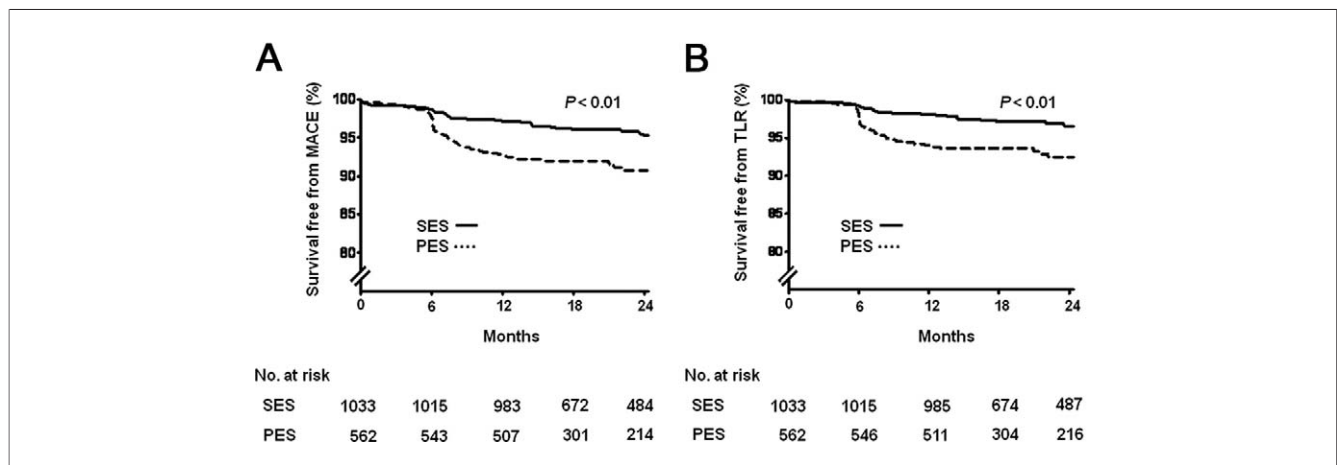 A
Survival free from MACE (%)
100
95
90
85
80
P < 0.01
SES
PES
0 6 12 18 24
Months
No. at risk
SES 1033 1015 983 672 484
PES 562 543 507 301 214
B
Survival free from TLR (%)
100
95
90
85
80
P < 0.01
SES
PES
0 6 12 18 24
Months
No. at risk
SES 1033 1015 985 674 487
PES 562 546 511 304 216